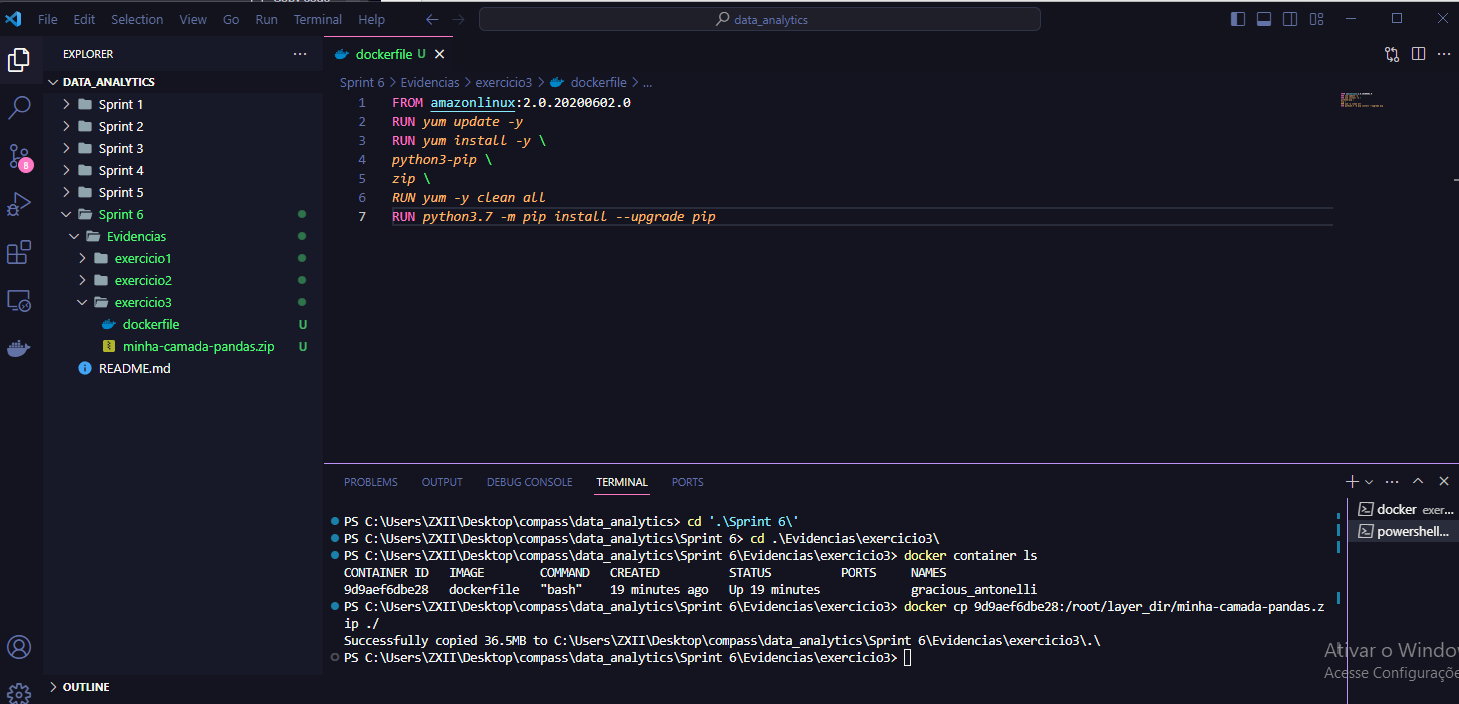 File Edit Selection View Go Run Terminal Help data_analytics
EXPLORER
DATA_ANALYTICS
Sprint 1
Sprint 2
Sprint 3
Sprint 4
Sprint 5
Sprint 6
Evidencias
exercicio1
exercicio2
exercicio3
dockerfile U
minha-camada-pandas.zip U
README.md
OUTLINE
8
dockerfile U
Sprint 6 > Evidencias > exercicio3 > dockerfile > ...
1 FROM amazonlinux:2.0.20200602.0
2 RUN yum update -y
3 RUN yum install -y \
4 python3-pip \
5 zip \
6 RUN yum -y clean all
7 RUN python3.7 -m pip install --upgrade pip
PROBLEMS OUTPUT DEBUG CONSOLE TERMINAL PORTS
PS C:\Users\ZXII\Desktop\compass\data_analytics> cd '.\Sprint 6\'
PS C:\Users\ZXII\Desktop\compass\data_analytics\Sprint 6> cd .\Evidencias\exercicio3\
PS C:\Users\ZXII\Desktop\compass\data_analytics\Sprint 6\Evidencias\exercicio3> docker container ls
CONTAINER ID IMAGE COMMAND CREATED STATUS PORTS NAMES
9d9aef6dbe28 dockerfile "bash" 19 minutes ago Up 19 minutes gracious_antonelli
PS C:\Users\ZXII\Desktop\compass\data_analytics\Sprint 6\Evidencias\exercicio3> docker cp 9d9aef6dbe28:/root/layer_dir/minha-camada-pandas.z
ip ./
Successfully copied 36.5MB to C:\Users\ZXII\Desktop\compass\data_analytics\Sprint 6\Evidencias\exercicio3\.\
PS C:\Users\ZXII\Desktop\compass\data_analytics\Sprint 6\Evidencias\exercicio3>
docker exer...
powershell...
Ativar o Windo
Acesse Configuraçõe